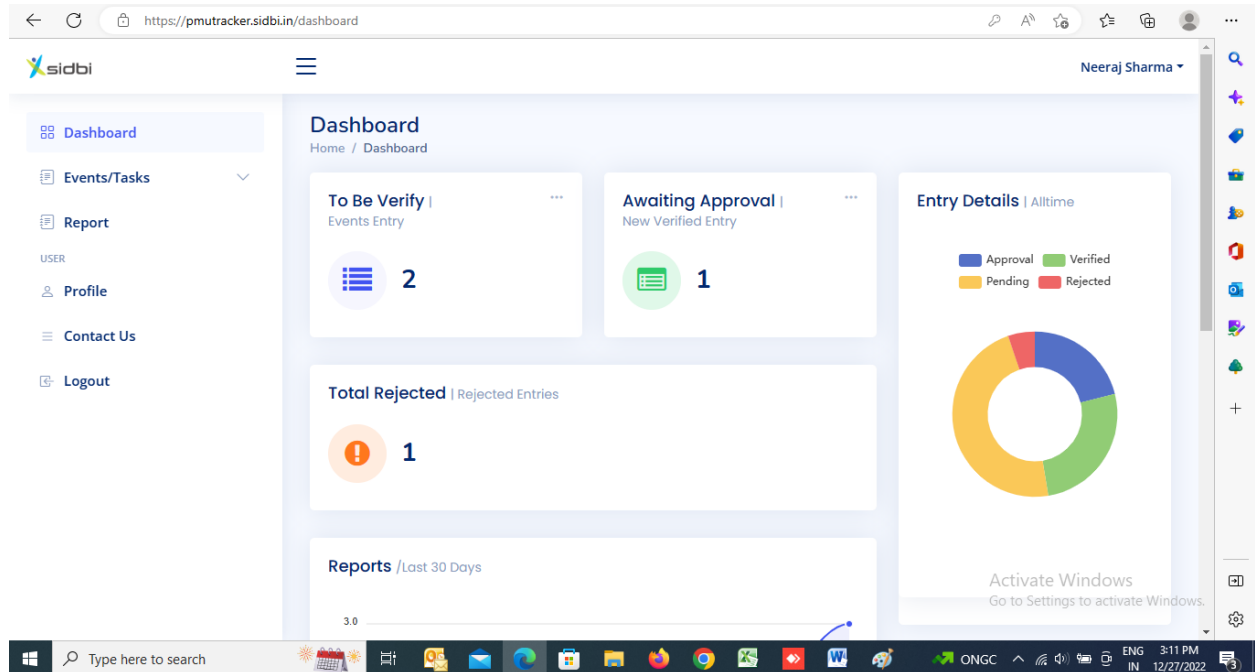 https://pmutracker.sidbi.in/dashboard
sidbi
Neeraj Sharma
Dashboard
Events/Tasks
Report
USER
Profile
Contact Us
Logout
Dashboard
Home / Dashboard
To Be Verify |
Events Entry
2
Awaiting Approval |
New Verified Entry
1
Entry Details | Alltime
Approval Verified
Pending Rejected
Total Rejected | Rejected Entries
1
Reports /Last 30 Days
3.0
Activate Windows
Go to Settings to activate Windows.
Type here to search
ONGC
ENG
IN
3:11 PM
12/27/2022
3